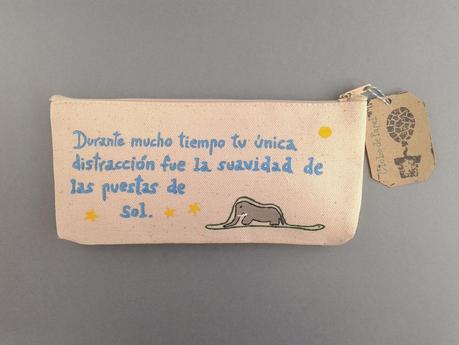 Durante mucho tiempo tu única
distracción fue la suavidad de
las puestas de
sol.